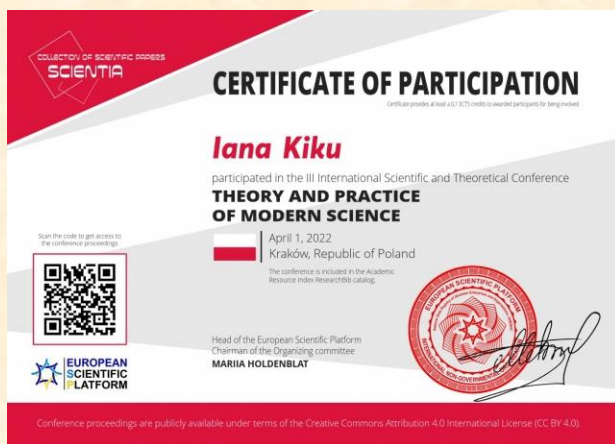 COLLECTION OF SCIENTIFIC PAPERS
SCIENTIA
CERTIFICATE OF PARTICIPATION
Certificate provides at least a 0,1 ECTS credits to awarded participants for being involved
Iana Kiku
participated in the III International Scientific and Theoretical Conference
THEORY AND PRACTICE
OF MODERN SCIENCE
April 1, 2022
Kraków, Republic of Poland
The conference is included in the Academic
Resource Index ResearchBib catalog.
Scan the code to get access to
the conference proceedings
EUROPEAN
SCIENTIFIC
PLATFORM
Head of the European Scientific Platform
Chairman of the Organizing committee
MARIIA HOLDENBLAT
EUROPEAN SCIENTIFIC PLATFORM
Conference proceedings are publicly available under terms of the Creative Commons Attribution 4.0 International License (CC BY 4.0).